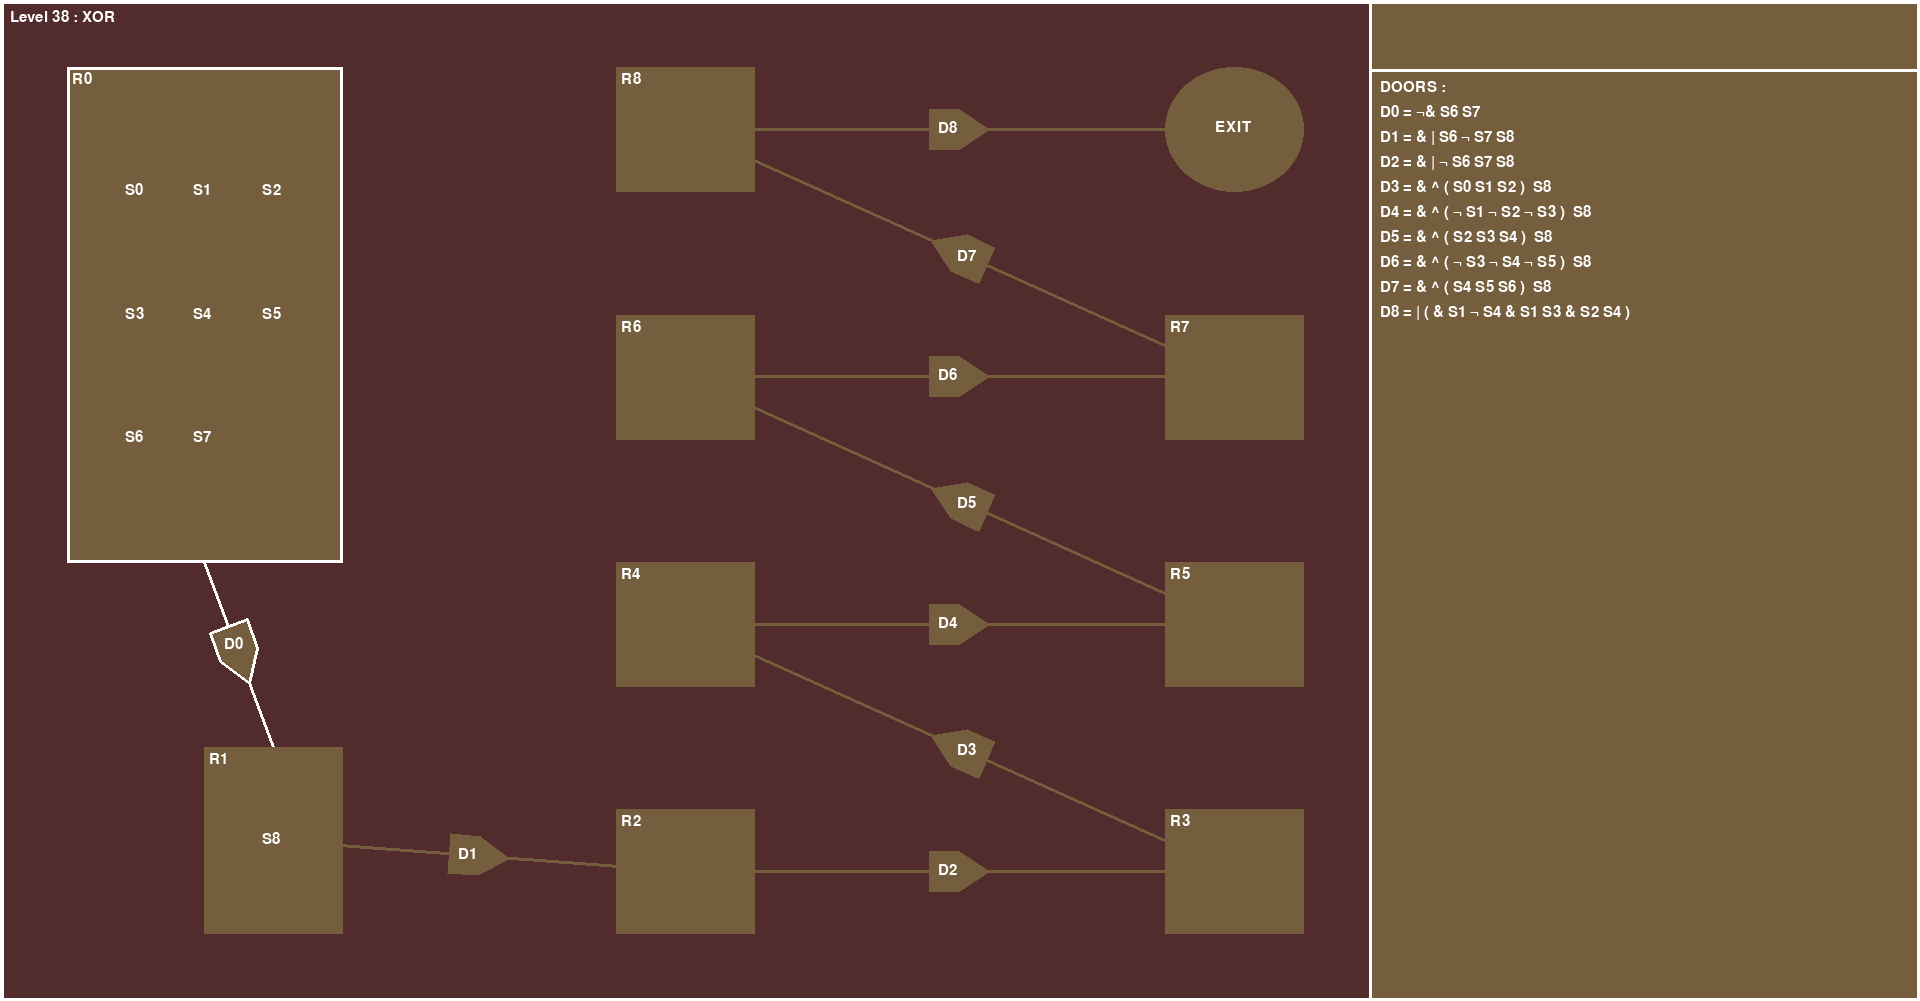 Level 38 : XOR
R0
S0 S1 S2
S3 S4 S5
S6 S7
D0
R1
S8
D1
R8
D8
EXIT
D7
R6
D6
R7
D5
R4
D4
R5
D3
R2
D2
R3
DOORS :
D0 = ¬& S6 S7
D1 = & | S6 ¬ S7 S8
D2 = & | ¬ S6 S7 S8
D3 = & ^ ( S0 S1 S2 ) S8
D4 = & ^ ( ¬ S1 ¬ S2 ¬ S3 ) S8
D5 = & ^ ( S2 S3 S4 ) S8
D6 = & ^ ( ¬ S3 ¬ S4 ¬ S5 ) S8
D7 = & ^ ( S4 S5 S6 ) S8
D8 = | ( & S1 ¬ S4 & S1 S3 & S2 S4 )